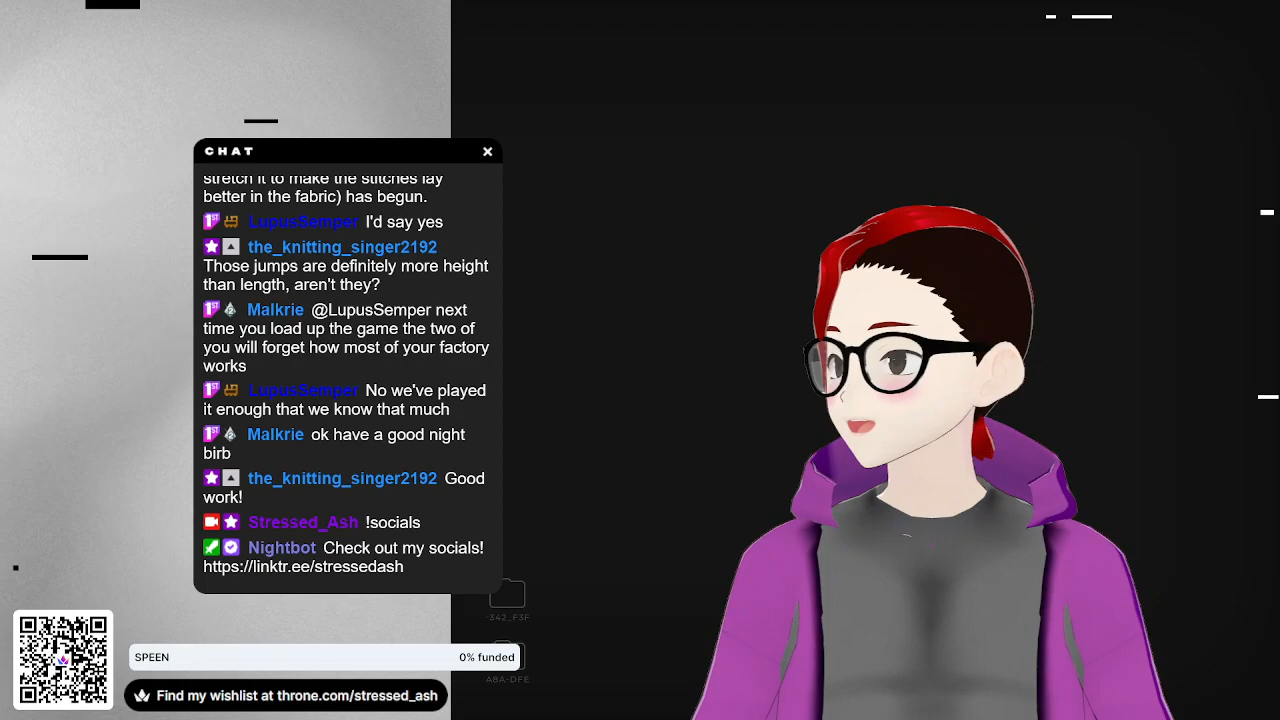 CHAT
stretch it to make the stitches lay
better in the fabric) has begun.
LupusSemper I'd say yes
the_knitting_singer2192
Those jumps are definitely more height
than length, aren't they?
Malkrie @LupusSemper next
time you load up the game the two of
you will forget how most of your factory
works
LupusSemper No we've played
it enough that we know that much
Malkrie ok have a good night
birb
the_knitting_singer2192 Good
work!
Stressed_Ash !socials
Nightbot Check out my socials!
https://linktr.ee/stressedash
-342_F3F
A8A-DFE
SPEEN 0% funded
Find my wishlist at throne.com/stressed_ash